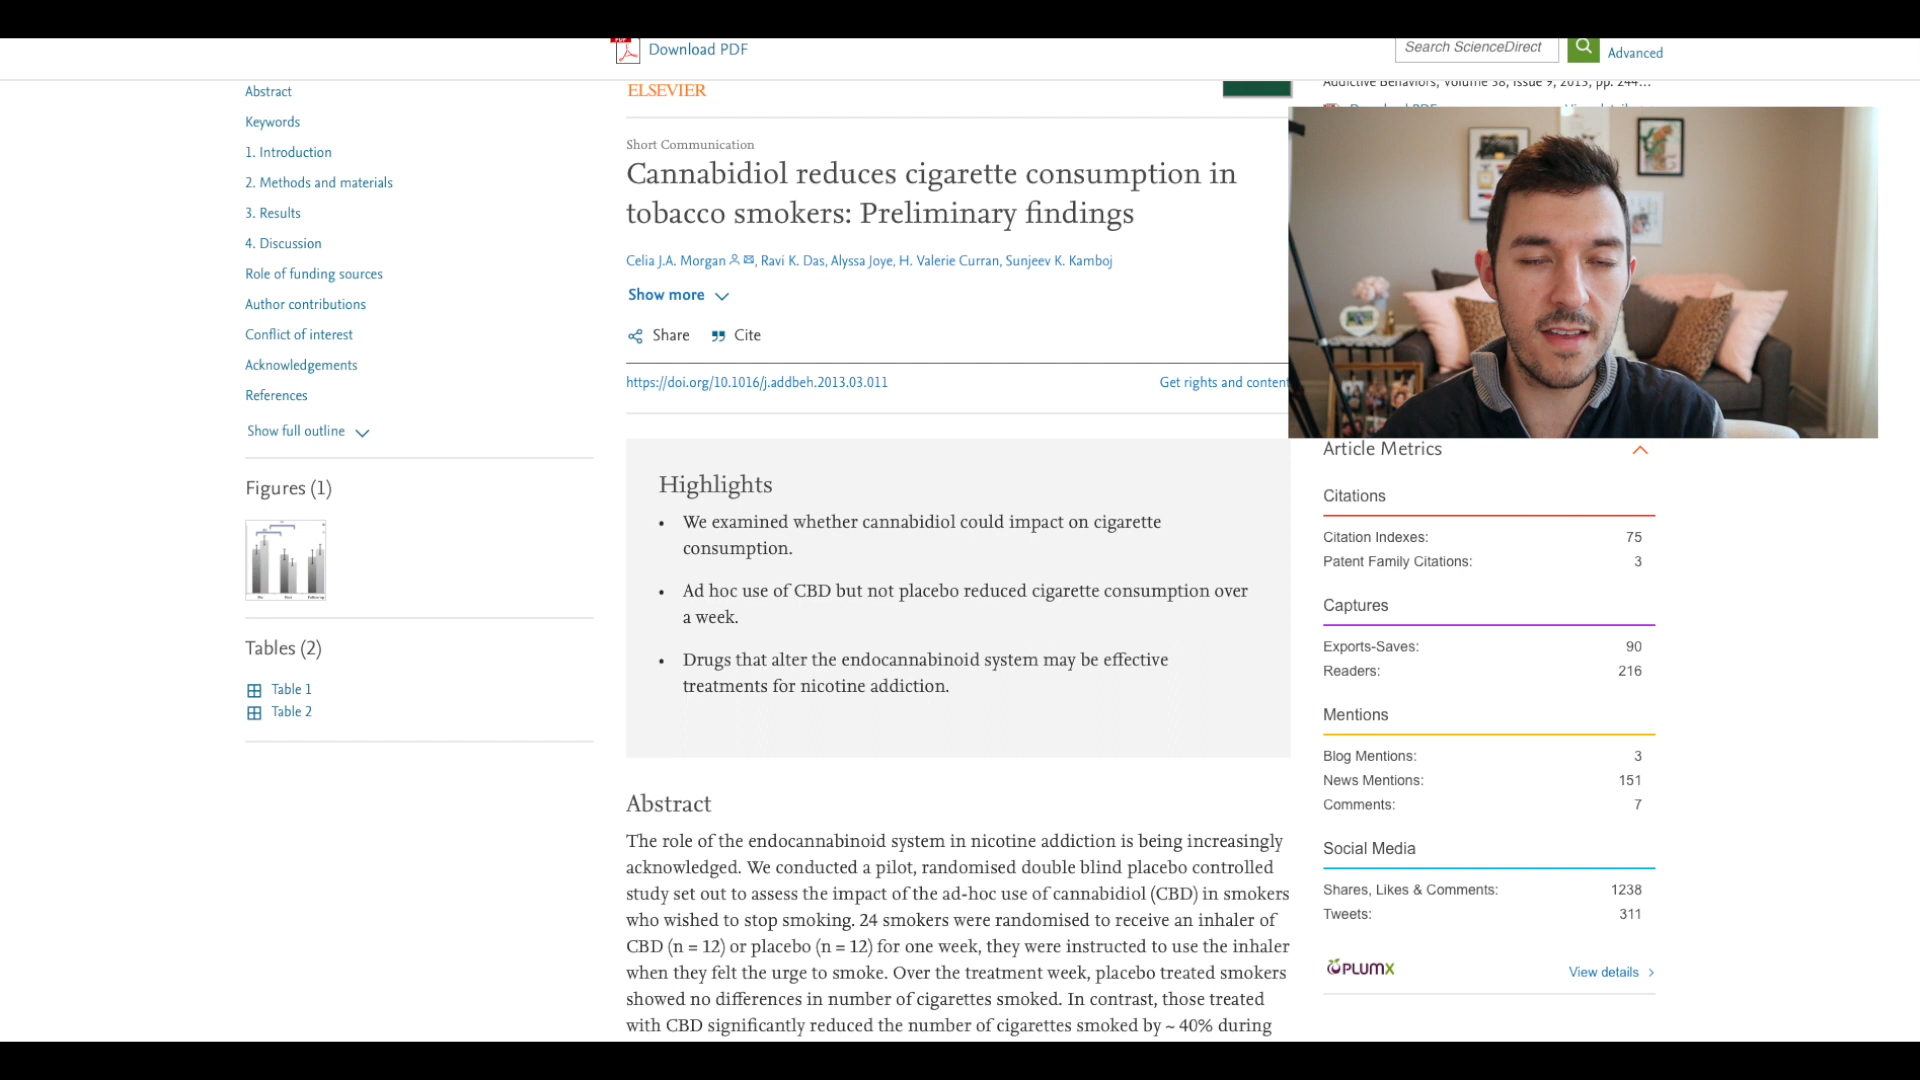 Download PDF
Search ScienceDirect
Advanced
Abstract
Keywords
1. Introduction
2. Methods and materials
3. Results
4. Discussion
Role of funding sources
Author contributions
Conflict of interest
Acknowledgements
References
Show full outline
Figures (1)
Tables (2)
Table 1
Table 2
ELSEVIER
Short Communication
Cannabidiol reduces cigarette consumption in
tobacco smokers: Preliminary findings
Celia J.A. Morgan, Ravi K. Das, Alyssa Joye, H. Valerie Curran, Sunjeev K. Kamboj
Show more
Share
Cite
https://doi.org/10.1016/j.addbeh.2013.03.011
Get rights and content
Highlights
• We examined whether cannabidiol could impact on cigarette
consumption.
• Ad hoc use of CBD but not placebo reduced cigarette consumption over
a week.
• Drugs that alter the endocannabinoid system may be effective
treatments for nicotine addiction.
Abstract
The role of the endocannabinoid system in nicotine addiction is being increasingly
acknowledged. We conducted a pilot, randomised double blind placebo controlled
study set out to assess the impact of the ad-hoc use of cannabidiol (CBD) in smokers
who wished to stop smoking. 24 smokers were randomised to receive an inhaler of
CBD (n = 12) or placebo (n = 12) for one week, they were instructed to use the inhaler
when they felt the urge to smoke. Over the treatment week, placebo treated smokers
showed no differences in number of cigarettes smoked. In contrast, those treated
with CBD significantly reduced the number of cigarettes smoked by ~ 40% during
Addictive Behaviors, Volume 38, Issue 9, 2013, pp. 244...
Article Metrics
Citations
Citation Indexes: 75
Patent Family Citations: 3
Captures
Exports-Saves: 90
Readers: 216
Mentions
Blog Mentions: 3
News Mentions: 151
Comments: 7
Social Media
Shares, Likes & Comments: 1238
Tweets: 311
PLUMX
View details